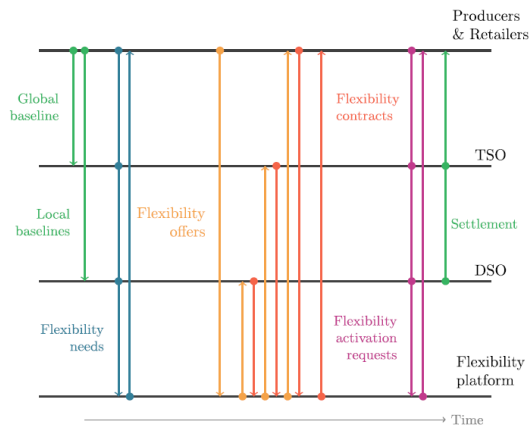 Producers
& Retailers
Global
baseline
Flexibility
contracts
TSO
Local
baselines
Flexibility
offers
Settlement
DSO
Flexibility
needs
Flexibility
activation
requests
Flexibility
platform
Time